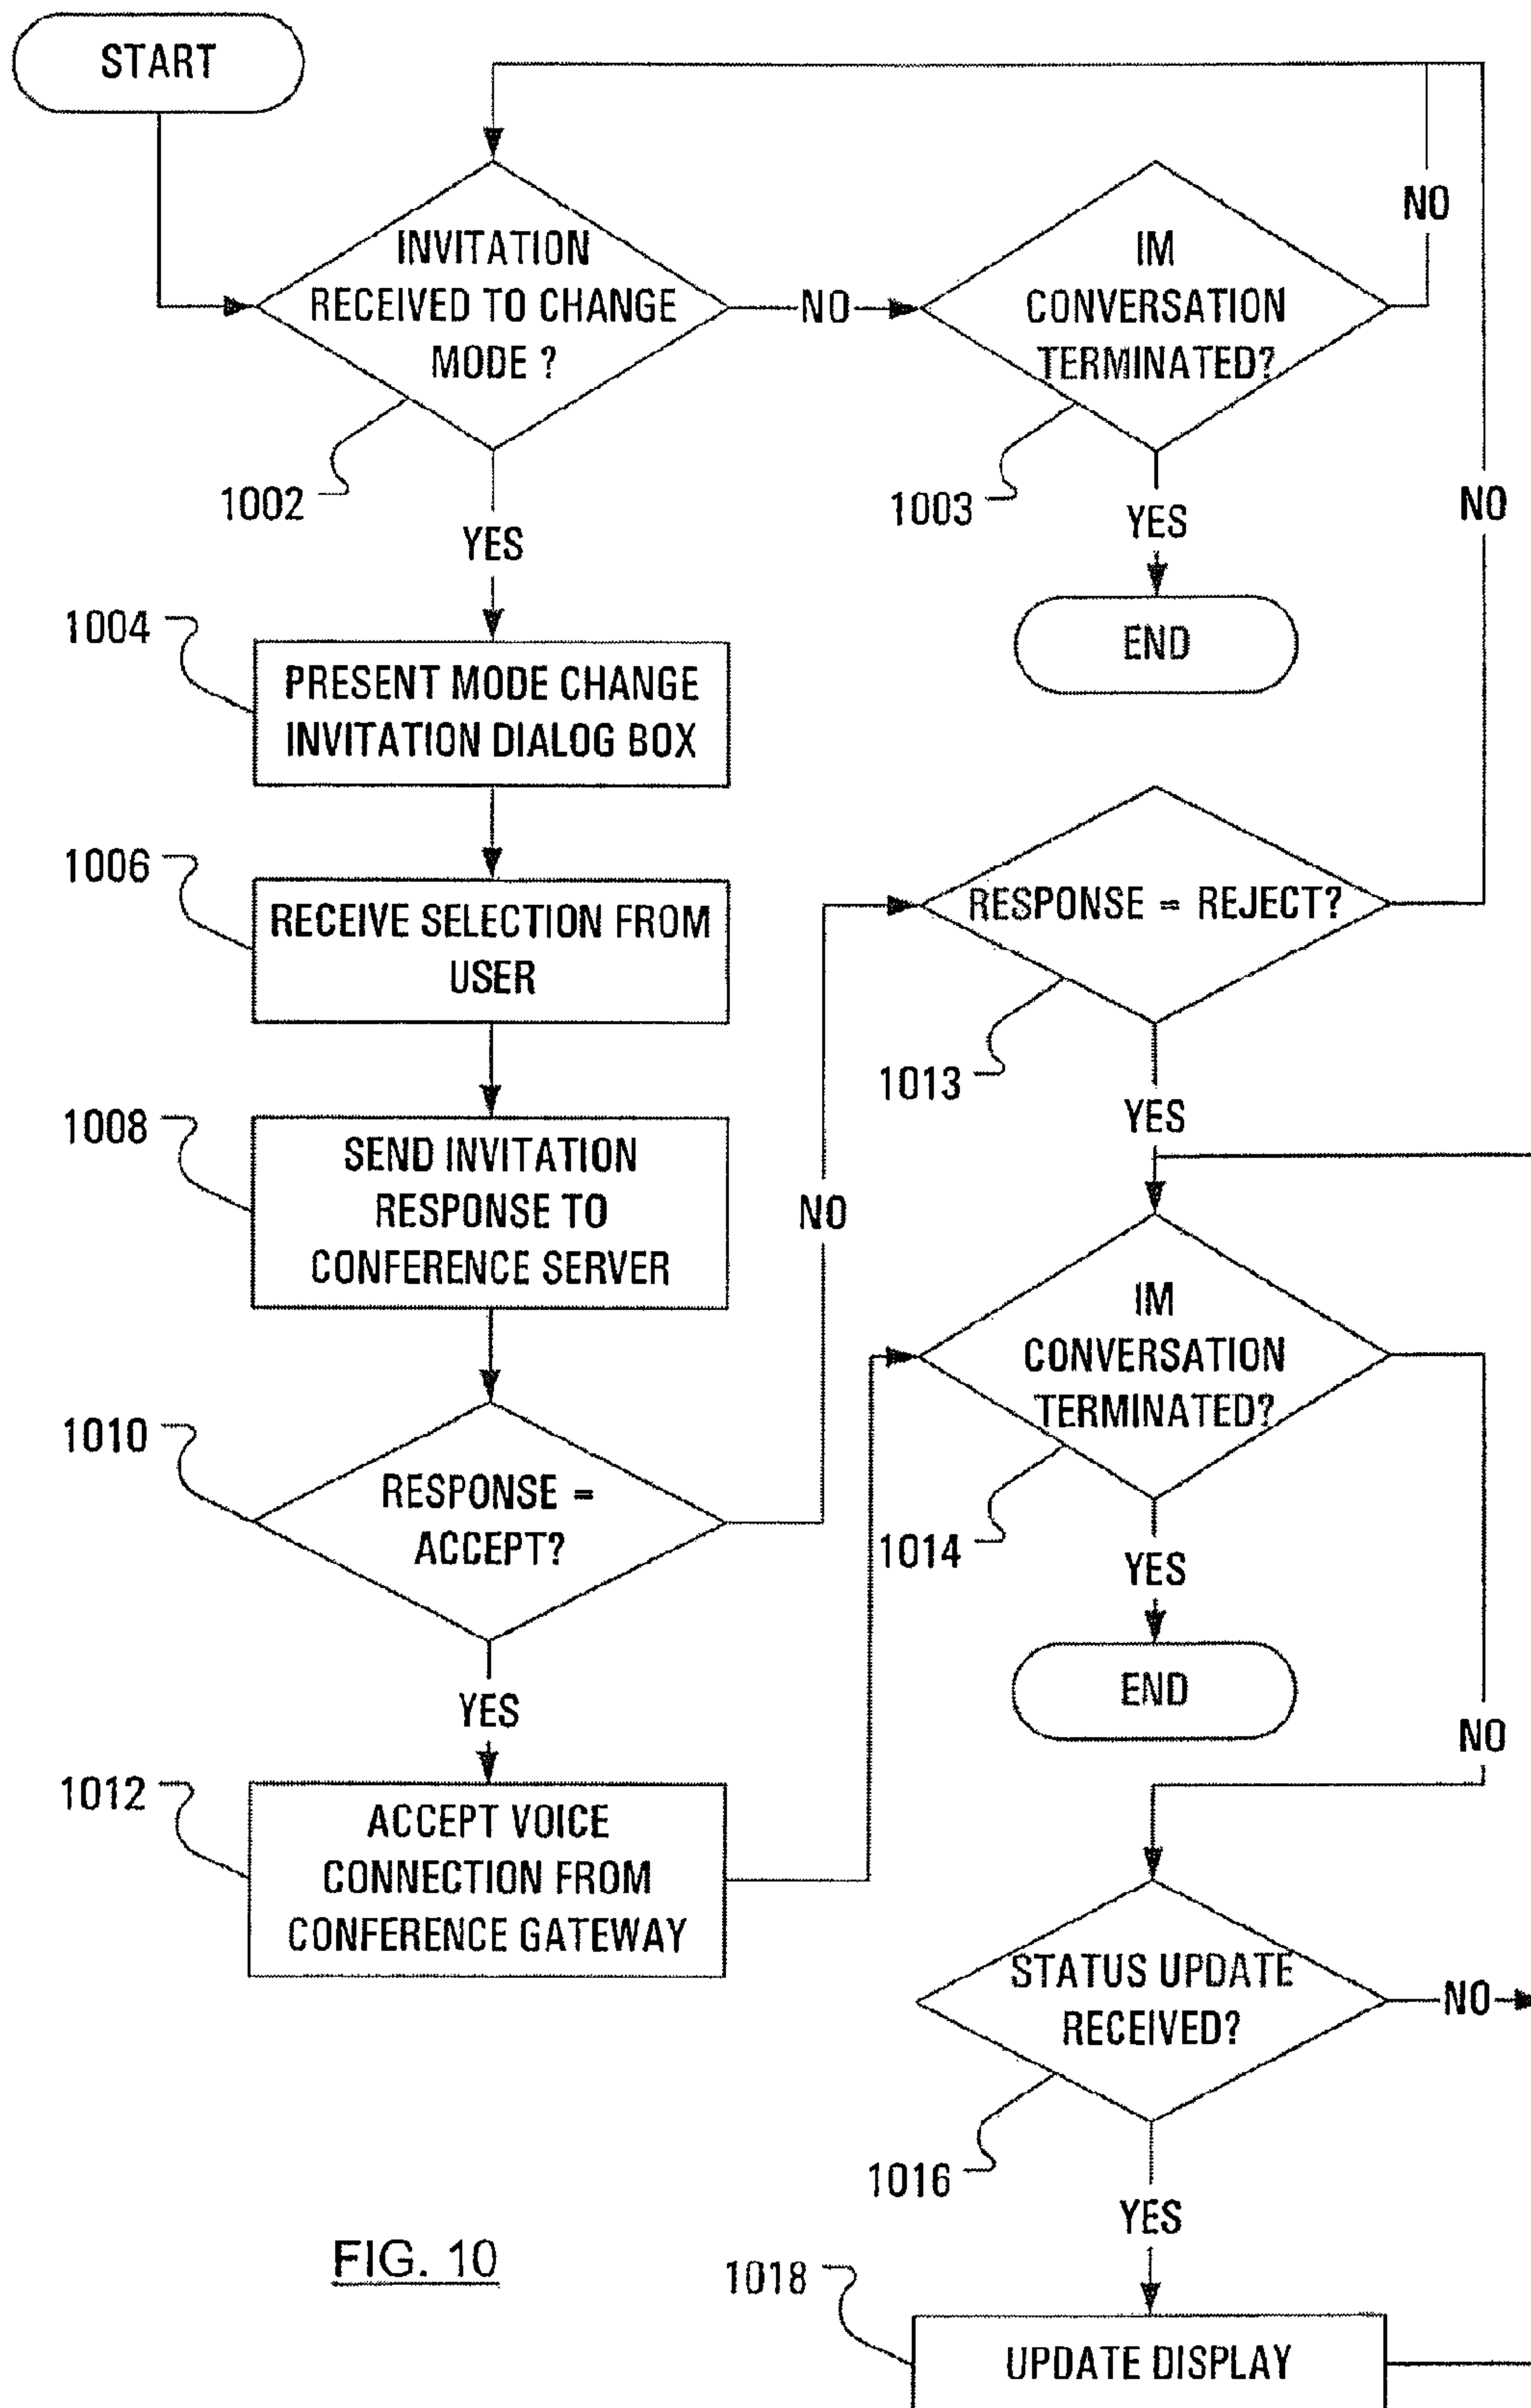 START
INVITATION
RECEIVED TO CHANGE
MODE ?
1002
NO
IM
CONVERSATION
TERMINATED?
1003
NO
NO
YES
YES
END
1004
PRESENT MODE CHANGE
INVITATION DIALOG BOX
1006
RECEIVE SELECTION FROM
USER
1008
SEND INVITATION
RESPONSE TO
CONFERENCE SERVER
1010
RESPONSE =
ACCEPT?
NO
YES
1012
ACCEPT VOICE
CONNECTION FROM
CONFERENCE GATEWAY
RESPONSE = REJECT?
1013
YES
IM
CONVERSATION
TERMINATED?
1014
YES
END
NO
STATUS UPDATE
RECEIVED?
NO
1016
YES
1018
UPDATE DISPLAY
FIG. 10